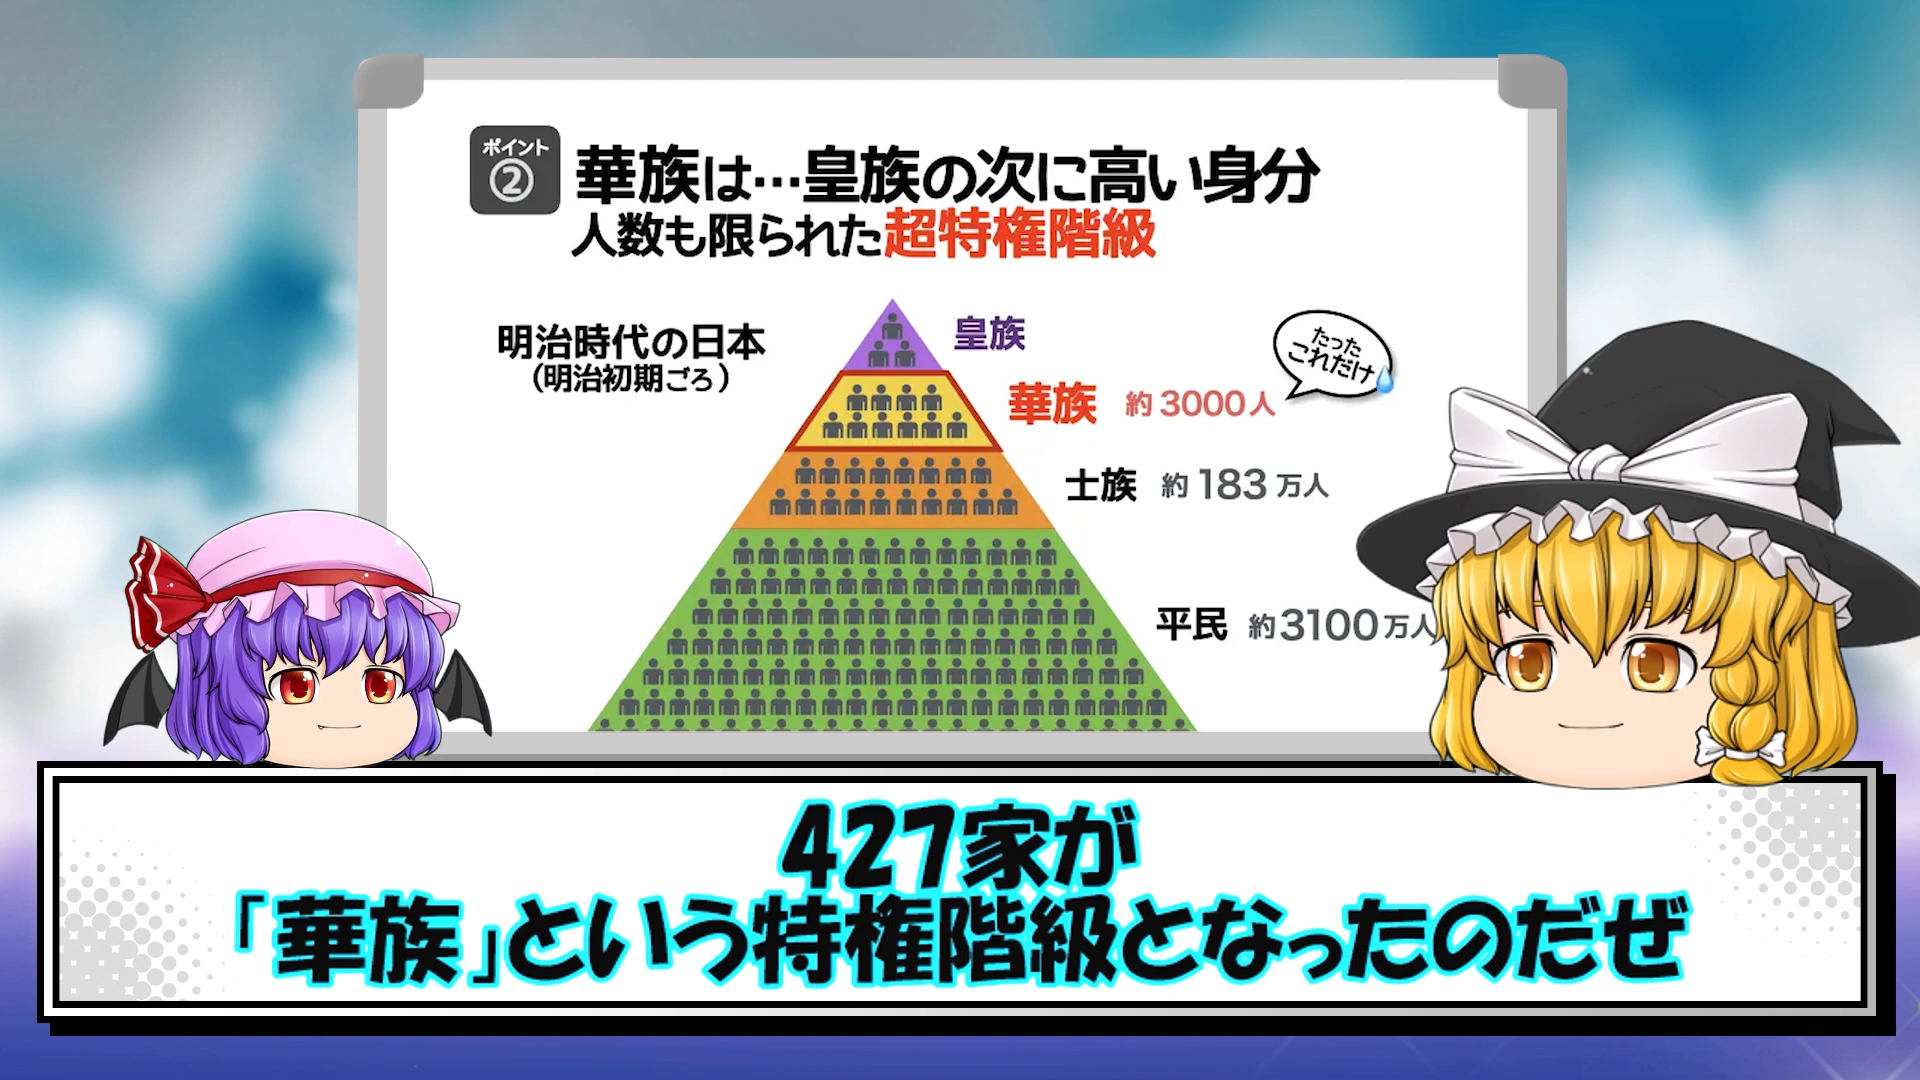 ポイント
②
華族は…皇族の次に高い身分
人数も限られた超特権階級
明治時代の日本
(明治初期ごろ)
皇族
たった
これだけ
華族 約3000人
士族 約183万人
平民 約3100万人
427家が
「華族」という特権階級となったのだぜ